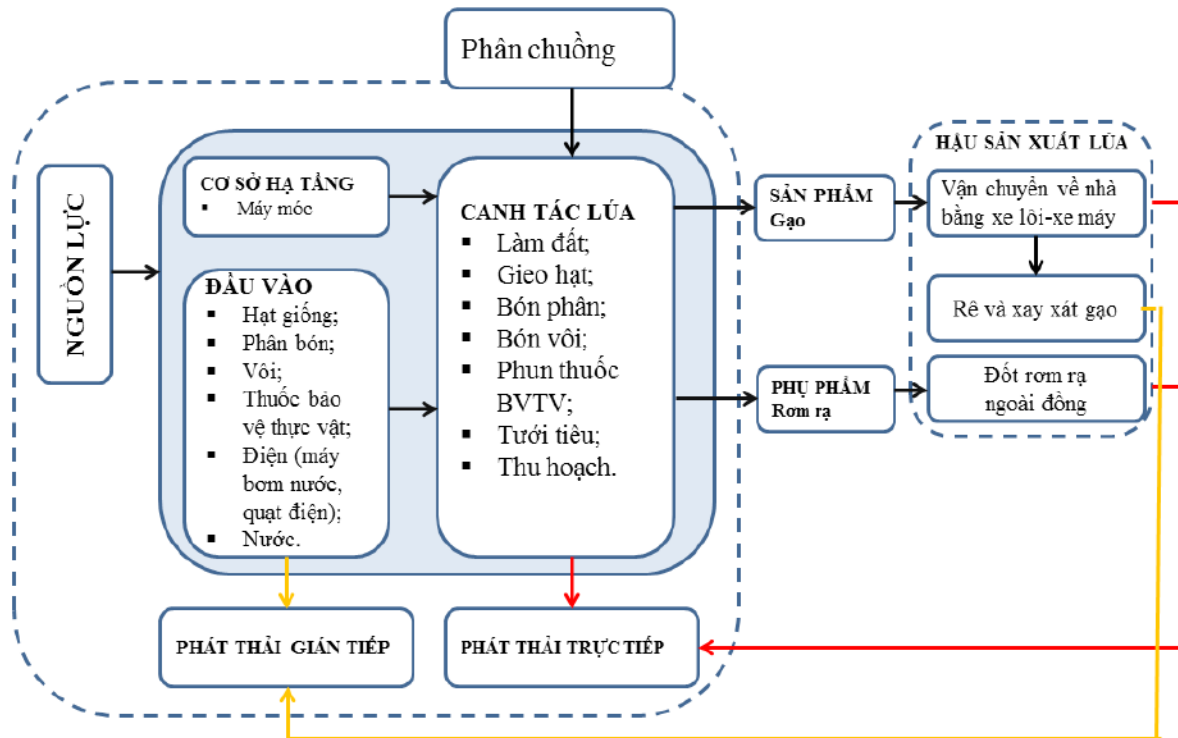 Phân chuồng
NGUỒN LỰC
CƠ SỞ HẠ TẦNG
▪ Máy móc
ĐẦU VÀO
▪ Hạt giống;
▪ Phân bón;
▪ Vôi;
▪ Thuốc bảo
vệ thực vật;
▪ Điện (máy
bơm nước,
quạt điện);
▪ Nước.
CANH TÁC LÚA
▪ Làm đất;
▪ Gieo hạt;
▪ Bón phân;
▪ Bón vôi;
▪ Phun thuốc
BVTV;
▪ Tưới tiêu;
▪ Thu hoạch.
SẢN PHẨM
Gạo
PHỤ PHẨM
Rơm rạ
HẬU SẢN XUẤT LÚA
Vận chuyển về nhà
bằng xe lôi-xe máy
Rê và xay xát gạo
Đốt rơm rạ
ngoài đồng
PHÁT THẢI GIÁN TIẾP
PHÁT THẢI TRỰC TIẾP